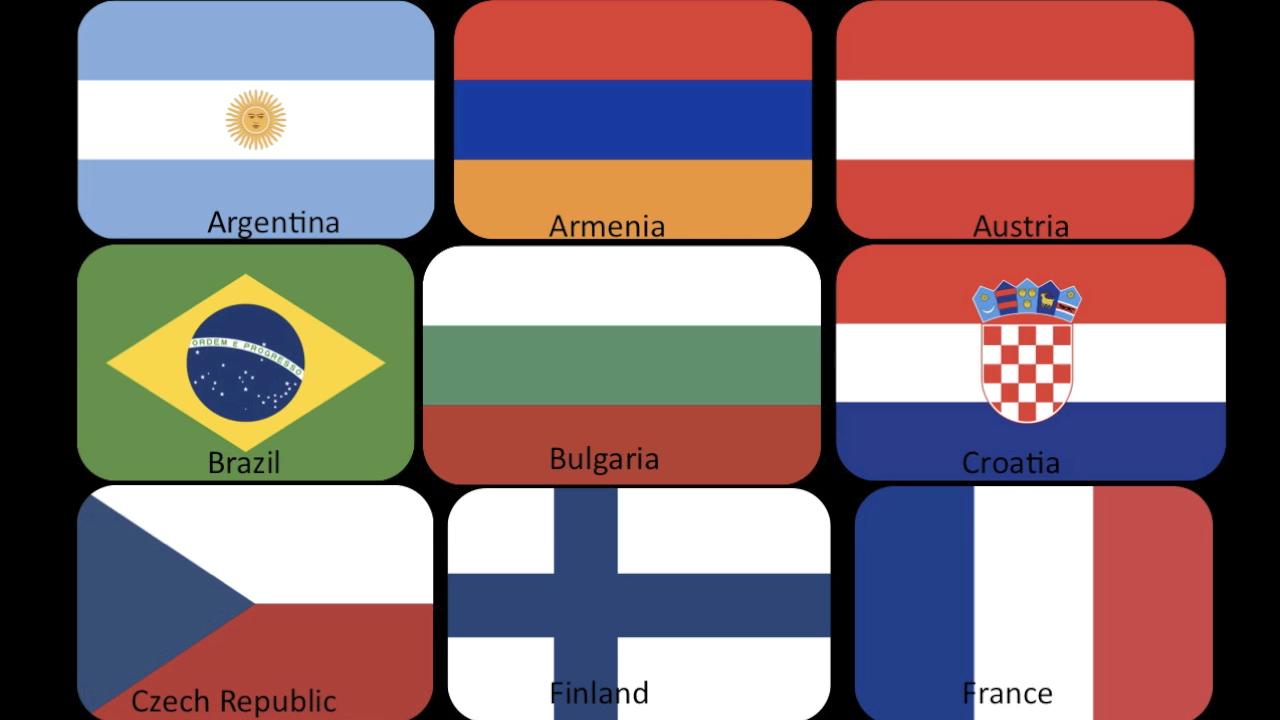 Argentina
Armenia
Austria
ORDEM E PROGRESSO
Brazil
Bulgaria
Croatia
Czech Republic
Finland
France